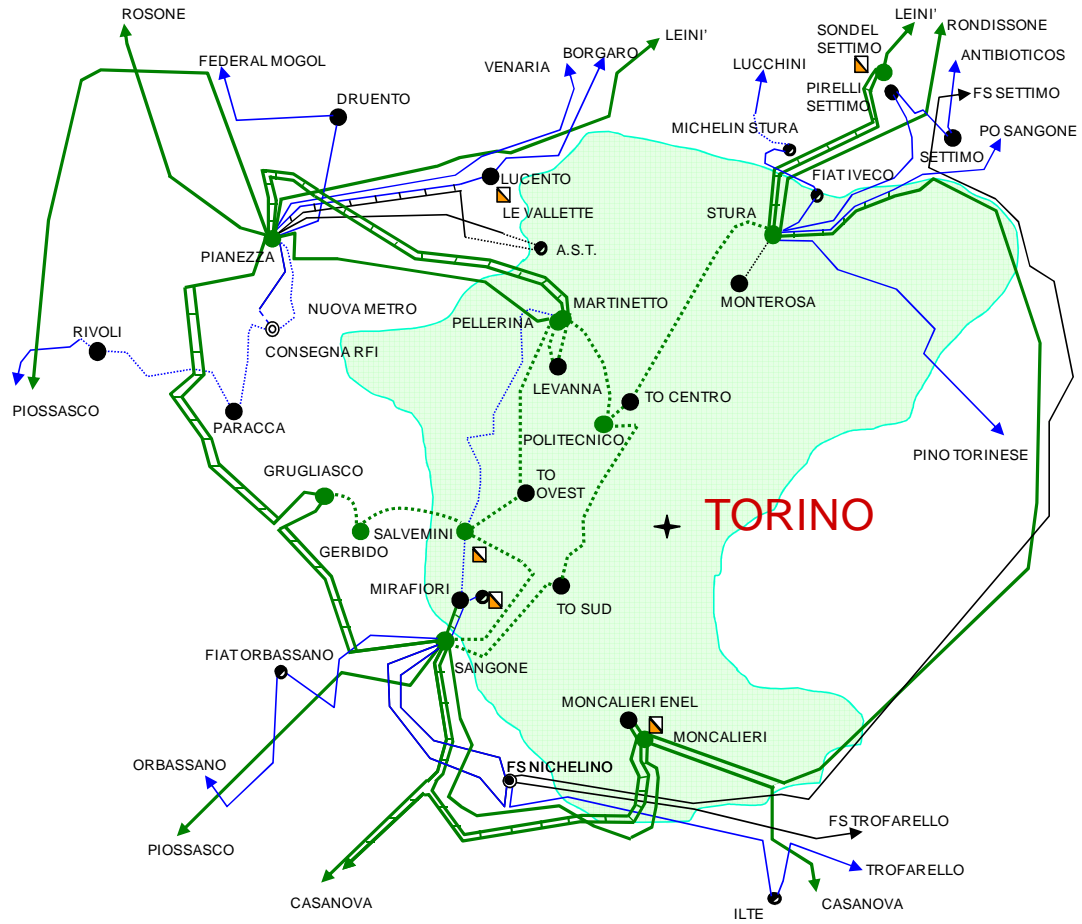 ROSONE
LEINI'
SONDEL
SETTIMO
RONDISSONE
LEINI'
BORGARO
VENARIA
LUCCHINI
ANTIBIOTICOS
FEDERAL MOGOL
PIRELLI
SETTIMO
FS SETTIMO
DRUENTO
MICHELIN STURA
PO SANGONE
SETTIMO
LUCENTO
FIAT IVECO
LE VALLETTE
STURA
A.S.T.
PIANEZZA
MONTEROSA
NUOVA METRO
MARTINETTO
PELLERINA
RIVOLI
CONSEGNA RFI
LEVANNA
TO CENTRO
PIOSSASCO
PARACCA
POLITECNICO
PINO TORINESE
GRUGLIASCO
TO
OVEST
TORINO
SALVEMINI
GERBIDO
MIRAFIORI
TO SUD
FIAT ORBASSANO
SANGONE
MONCALIERI ENEL
MONCALIERI
ORBASSANO
FS NICHELINO
FS TROFARELLO
PIOSSASCO
TROFARELLO
CASANOVA
CASANOVA
ILTE